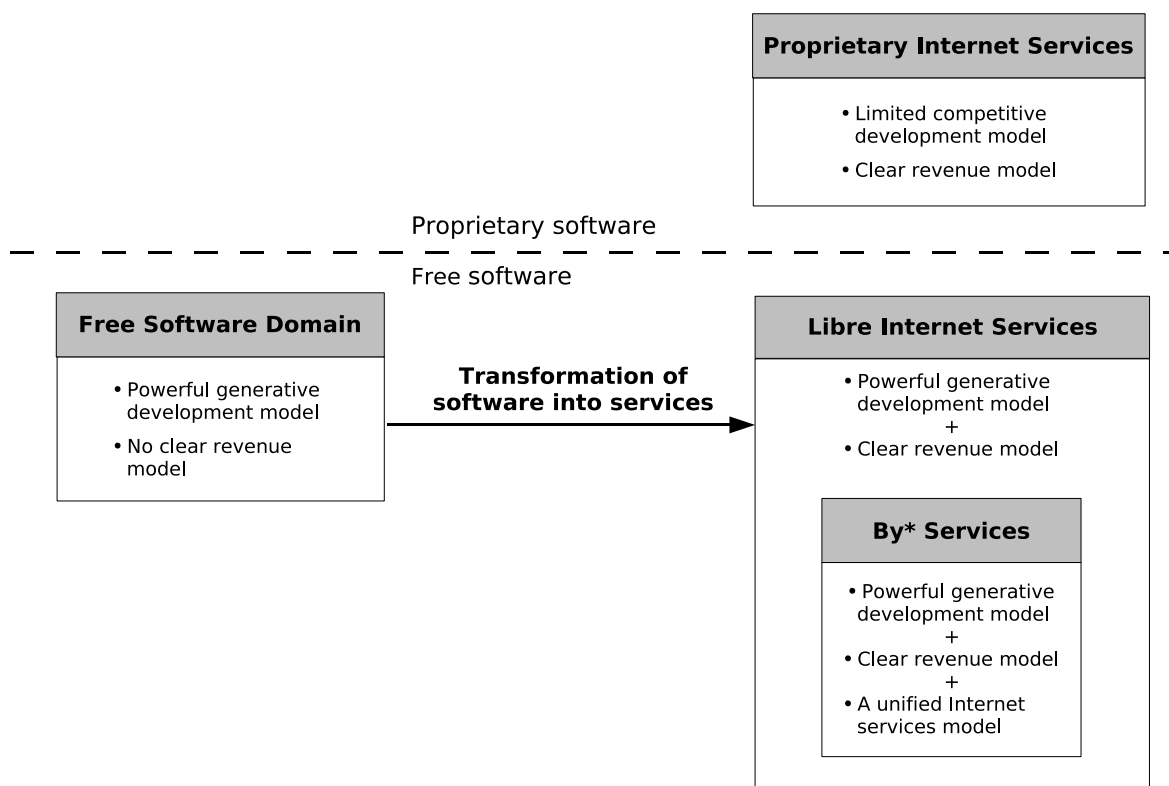 Proprietary Internet Services
• Limited competitive
development model
• Clear revenue model
Proprietary software
Free software
Free Software Domain
• Powerful generative
development model
• No clear revenue
model
Transformation of
software into services
Libre Internet Services
• Powerful generative
development model
+
• Clear revenue model
By* Services
• Powerful generative
development model
+
• Clear revenue model
+
• A unified Internet
services model